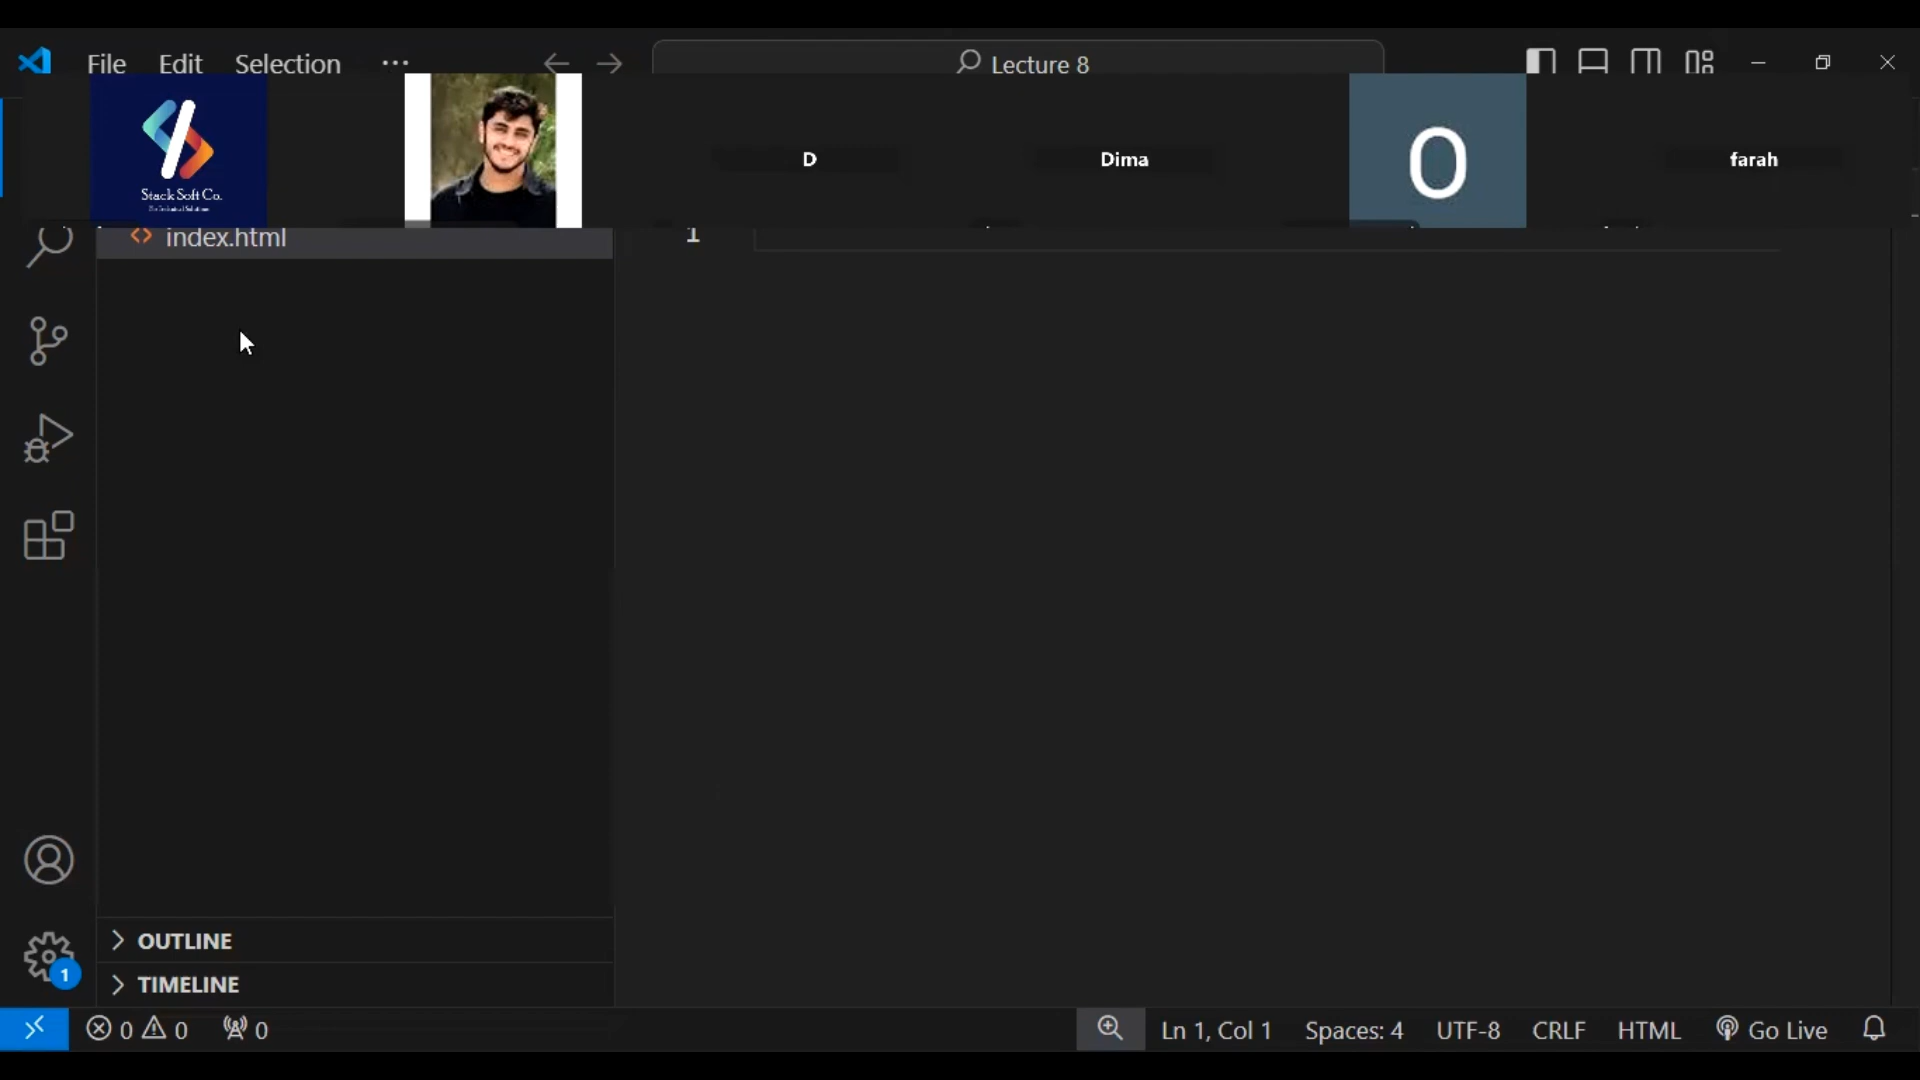 File Edit Selection ... Lecture 8
Stack Soft Co.
D
Dima
O
farah
<> index.html
1
OUTLINE
TIMELINE
1
0 0 0 Ln 1, Col 1 Spaces: 4 UTF-8 CRLF HTML Go Live